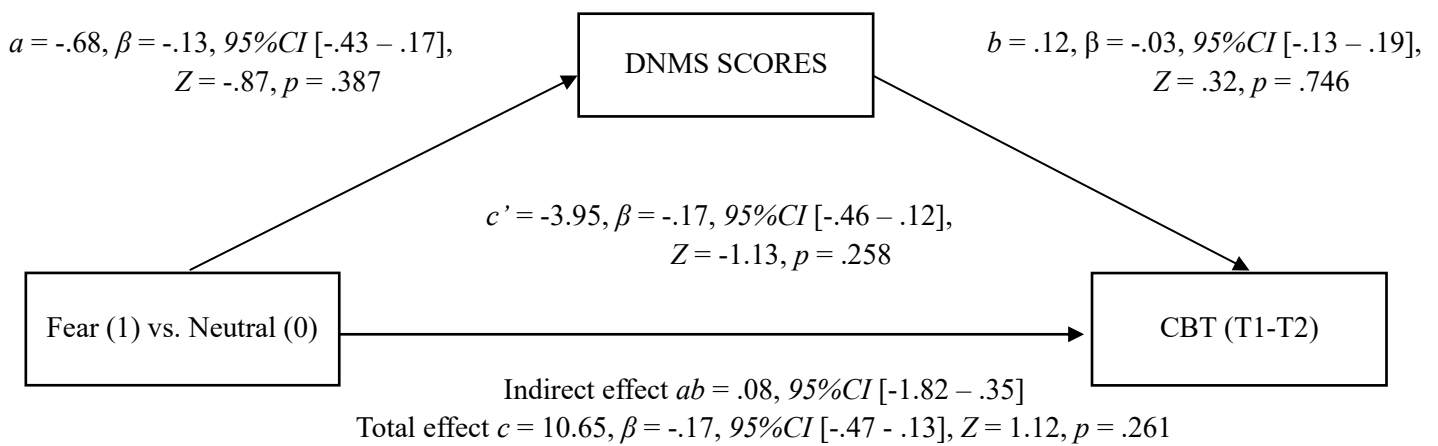 a = -.68, β = -.13, 95%CI [-.43 – .17],
Z = -.87, p = .387
DNMS SCORES
b = .12, β = -.03, 95%CI [-.13 – .19],
Z = .32, p = .746
c’ = -3.95, β = -.17, 95%CI [-.46 – .12],
Z = -1.13, p = .258
Fear (1) vs. Neutral (0)
CBT (T1-T2)
Indirect effect ab = .08, 95%CI [-1.82 – .35]
Total effect c = 10.65, β = -.17, 95%CI [-.47 - .13], Z = 1.12, p = .261